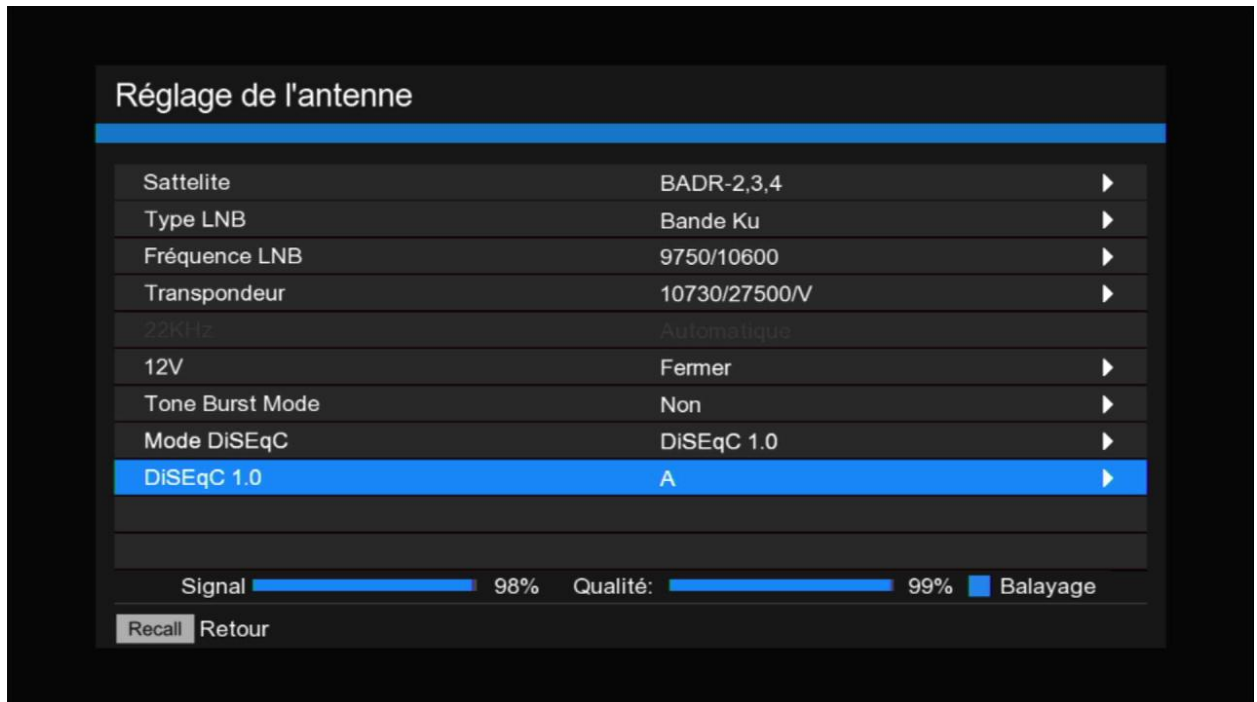 Réglage de l'antenne
Sattelite BADR-2,3,4
Type LNB Bande Ku
Fréquence LNB 9750/10600
Transpondeur 10730/27500/V
22KHz Automatique
12V Fermer
Tone Burst Mode Non
Mode DiSEqC DiSEqC 1.0
DiSEqC 1.0 A
Signal 98% Qualité: 99% Balayage
Recall Retour